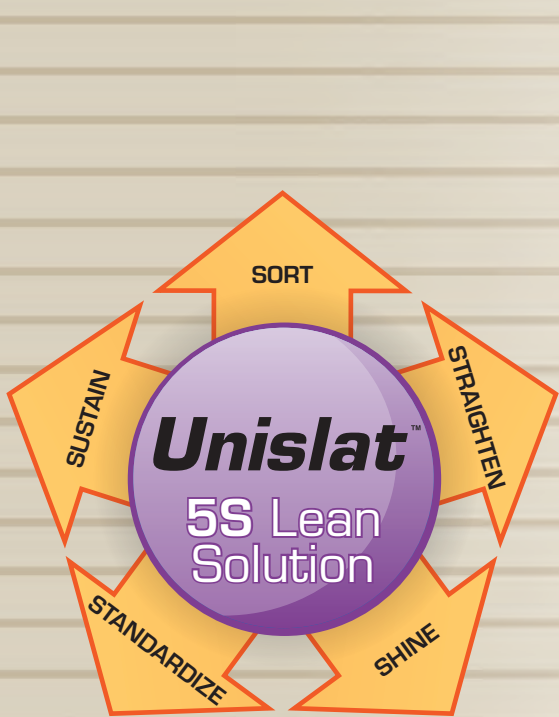 SORT
STRAIGHTEN
SHINE
STANDARDIZE
SUSTAIN
Unislat™
5S Lean
Solution